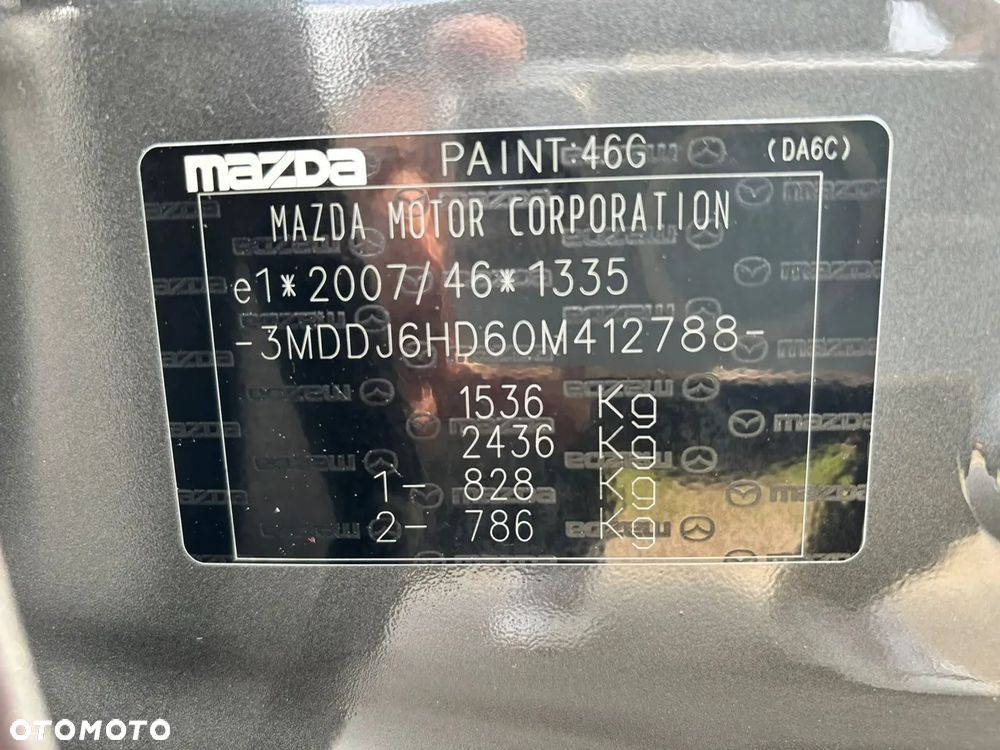 mazda PAINT:46G (DA6C)
MAZDA MOTOR CORPORATION
e1*2007/46*1335
-3MDDJ6HD60M412788-
1536 Kg
2436 Kg
1- 828 Kg
2- 786 Kg
OTOMOTO